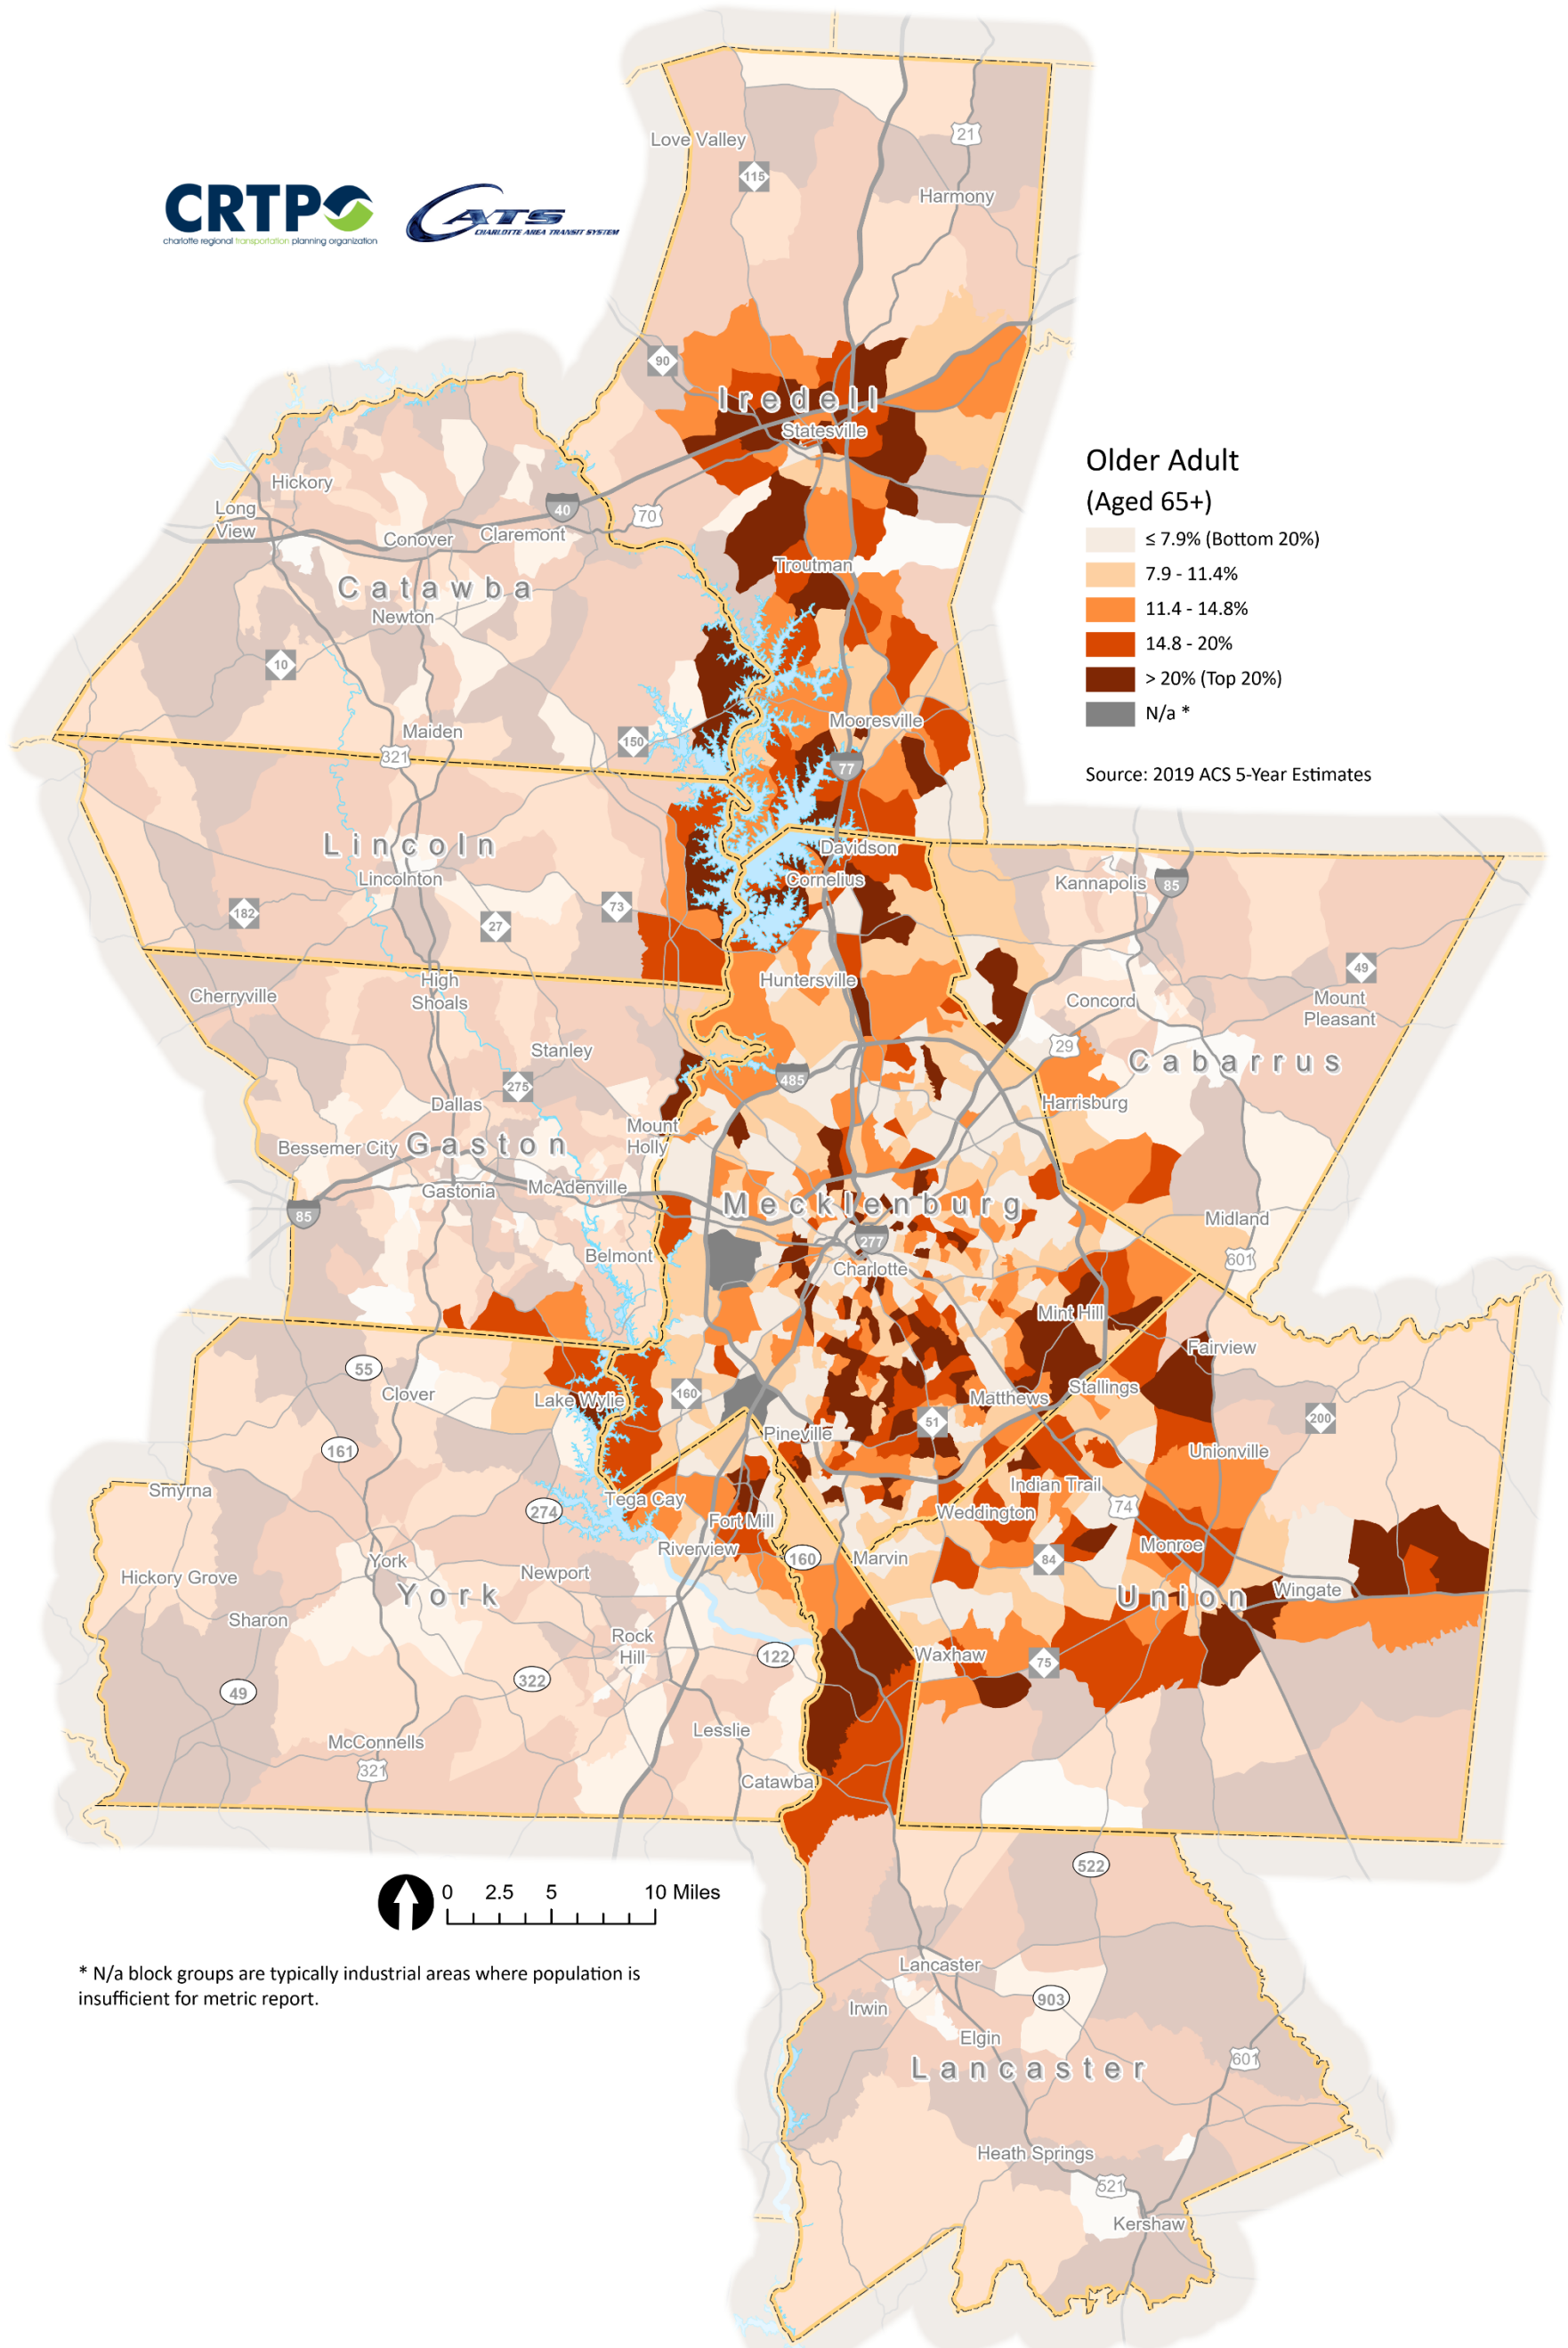 CRTPO
charlotte regional transportation planning organization
CATS
CHARLOTTE AREA TRANSIT SYSTEM
21
Love Valley
115
Harmony
90
Iredell
Statesville
Older Adult
(Aged 65+)
≤ 7.9% (Bottom 20%)
7.9 - 11.4%
11.4 - 14.8%
14.8 - 20%
> 20% (Top 20%)
N/a *
Source: 2019 ACS 5-Year Estimates
Hickory
Long
View
40
70
Conover
Claremont
Troutman
Catawba
Newton
10
Maiden
150
Mooresville
321
77
Lincoln
Davidson
Lincolnton
Cornelius
Kannapolis
85
182
27
73
49
High
Shoals
Cherryville
Huntersville
Concord
Mount
Pleasant
Stanley
29
Cabarrus
275
485
Dallas
Harrisburg
Mount
Holly
Bessemer City
Gaston
Gastonia
McAdenville
Mecklenburg
85
Midland
277
601
Belmont
Charlotte
Mint Hill
Fairview
55
Clover
Lake Wylie
160
Matthews
Stallings
51
200
Pineville
161
Unionville
Smyrna
Tega Cay
274
Indian Trail
74
Fort Mill
Weddington
Riverview
160
Marvin
84
Monroe
York
Newport
Hickory Grove
York
Union
Wingate
Sharon
Rock
Hill
122
Waxhaw
75
49
322
McConnells
Lesslie
321
Catawba
522
0 2.5 5 10 Miles
* N/a block groups are typically industrial areas where population is
insufficient for metric report.
Lancaster
903
Irwin
Elgin
601
Lancaster
Heath Springs
521
Kershaw